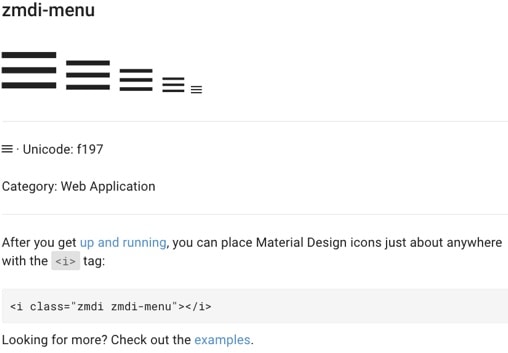 zmdi-menu
· Unicode: f197
Category: Web Application
After you get up and running, you can place Material Design icons just about anywhere
with the <i> tag:
<i class="zmdi zmdi-menu"></i>
Looking for more? Check out the examples.